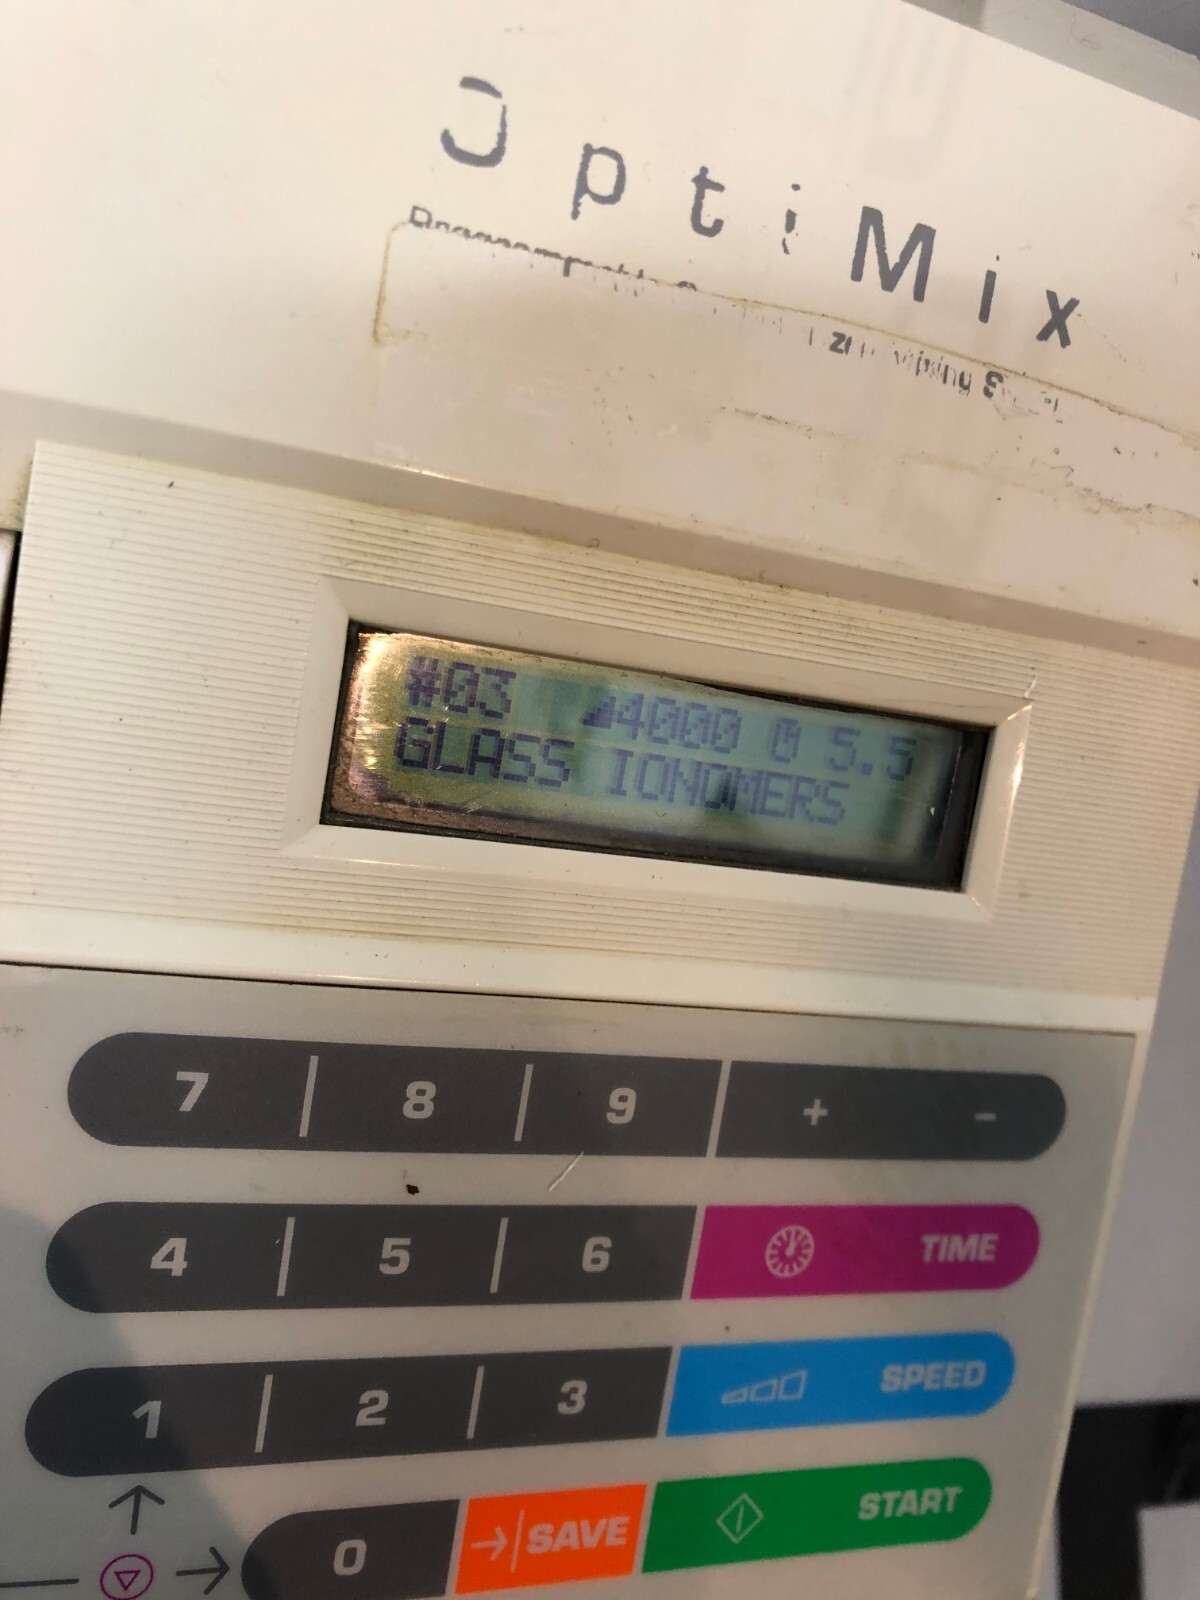 OptiMix
#03 4000 5.5
GLASS IONOMERS
7 8 9 + -
4 5 6 TIME
1 2 3 SPEED
0 SAVE START